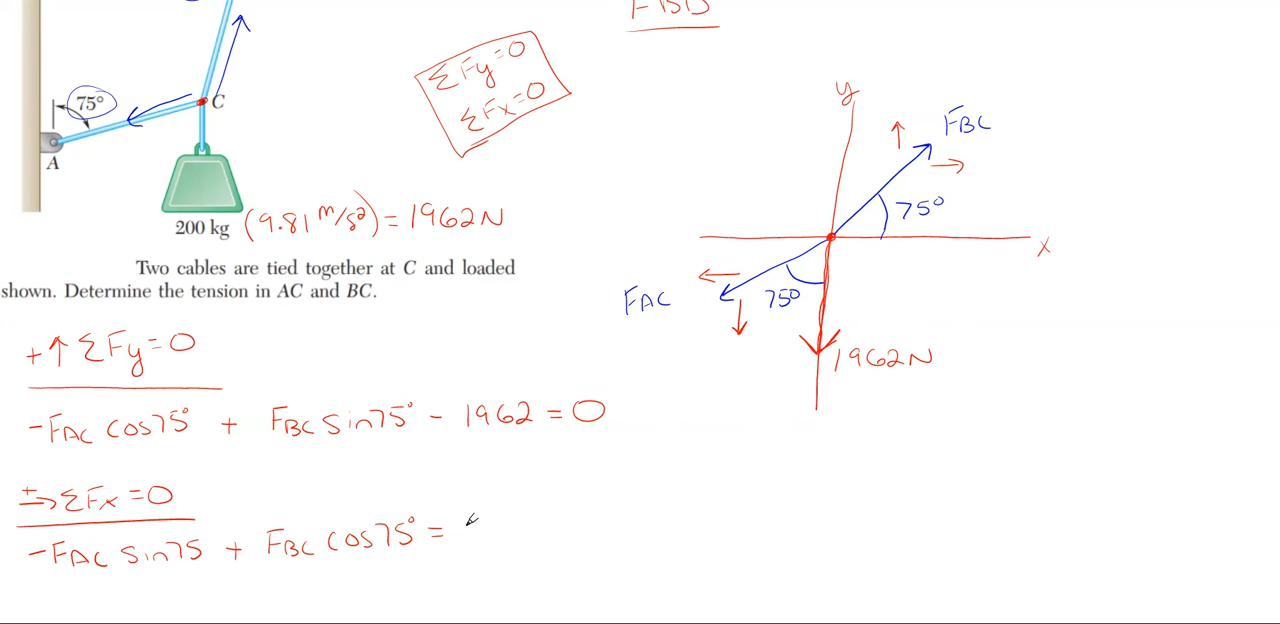 FBD
ΣFy=0
ΣFx=0
75°
C
A
200 kg (9.81 m/s²) = 1962N
Two cables are tied together at C and loaded
shown. Determine the tension in AC and BC.
y
FBC
75°
x
FAC
75°
1962N
+↑ ΣFy=0
-FAC cos75° + FBC sin75° - 1962 = 0
+→ ΣFx=0
-FAC sin75 + FBC cos75° =